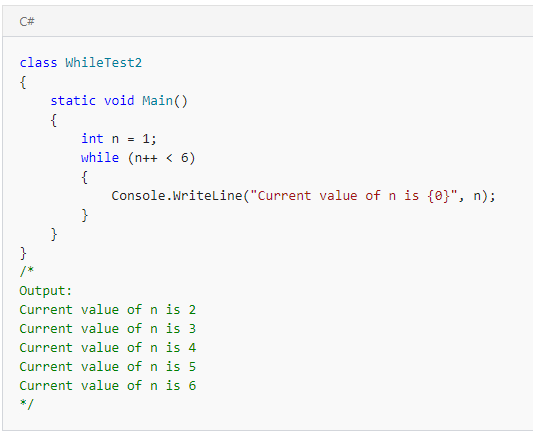 C#
class WhileTest2
{
    static void Main()
    {
        int n = 1;
        while (n++ < 6)
        {
            Console.WriteLine("Current value of n is {0}", n);
        }
    }
}
/*
Output:
Current value of n is 2
Current value of n is 3
Current value of n is 4
Current value of n is 5
Current value of n is 6
*/